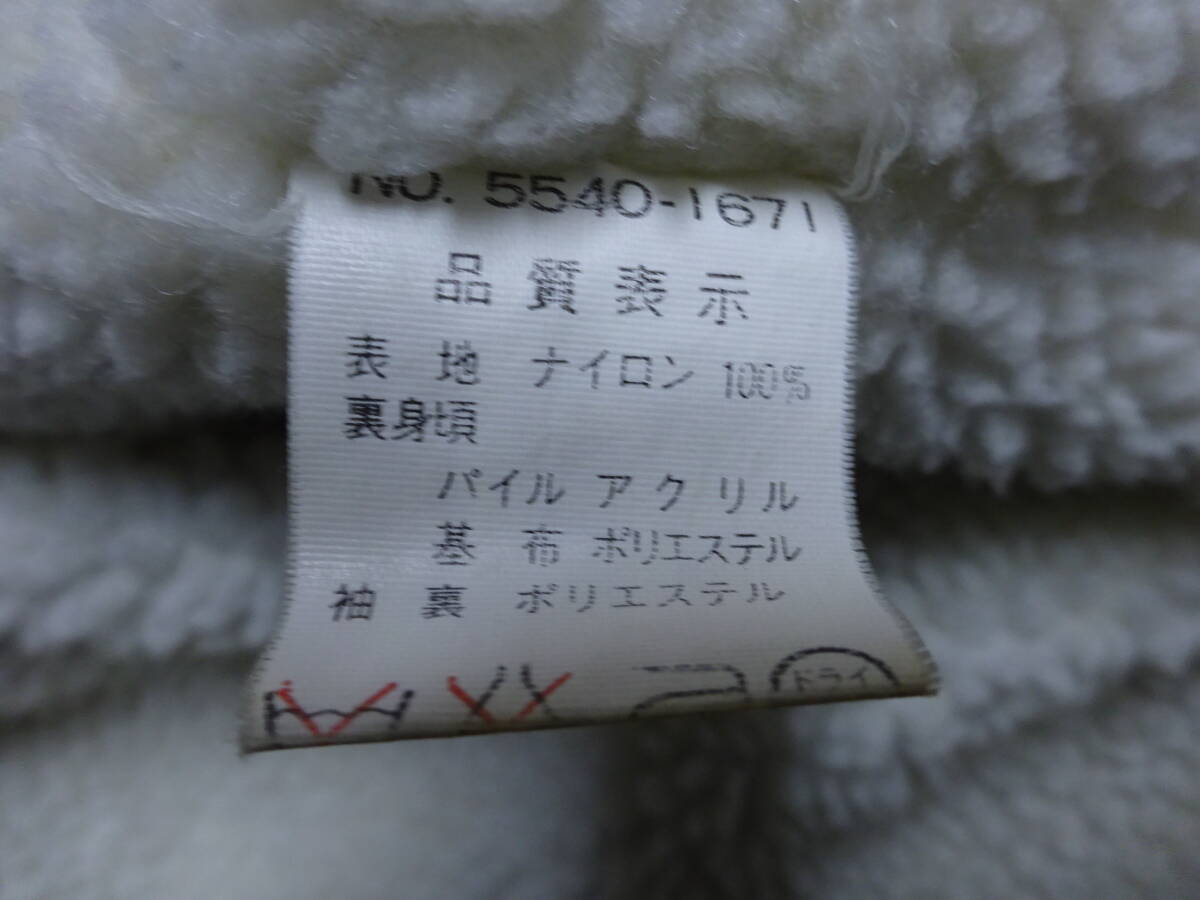 NO. 5540-1671
品質表示
表地 ナイロン 100%
裏身頃
パイル アクリル
基布 ポリエステル
袖裏 ポリエステル
ドライ